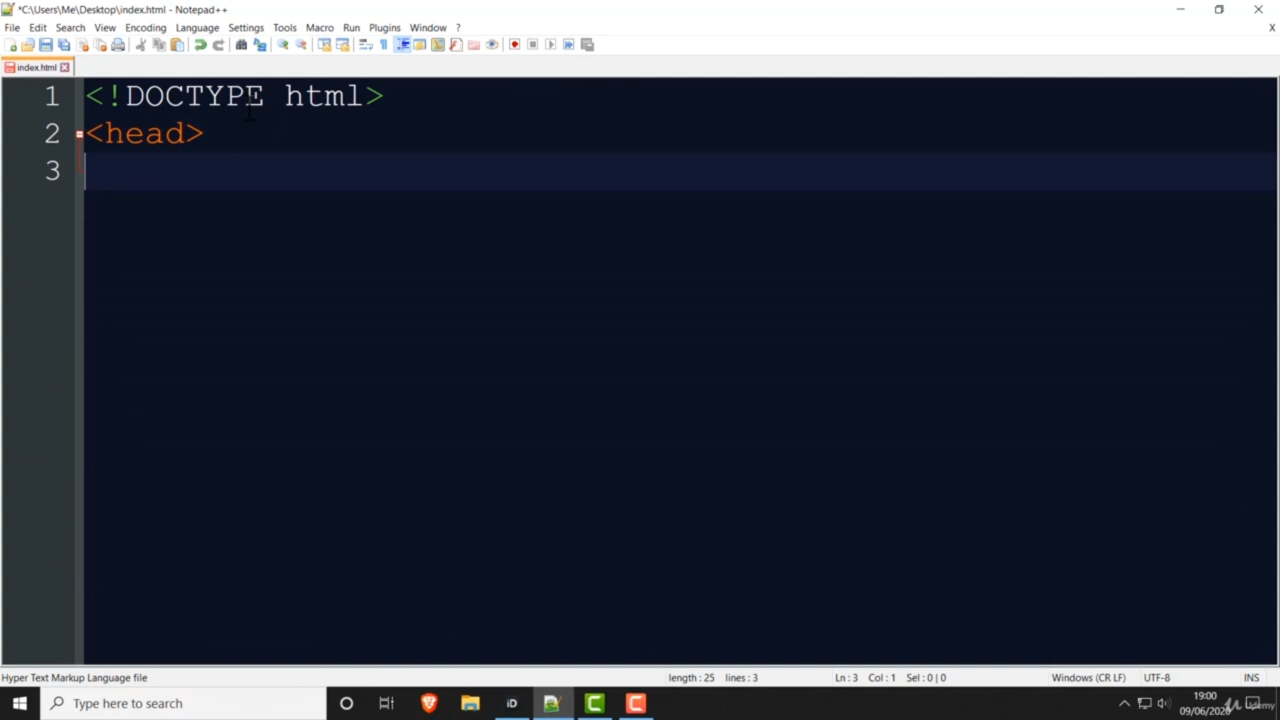 *C:\Users\Me\Desktop\index.html - Notepad++
File Edit Search View Encoding Language Settings Tools Macro Run Plugins Window ? X
index.html
1 <!DOCTYPE html>
2 <head>
3
Hyper Text Markup Language file length : 25 lines : 3 Ln : 3 Col : 1 Sel : 0 | 0 Windows (CR LF) UTF-8 INS
Type here to search iD 19:00
09/06/2020 Udemy